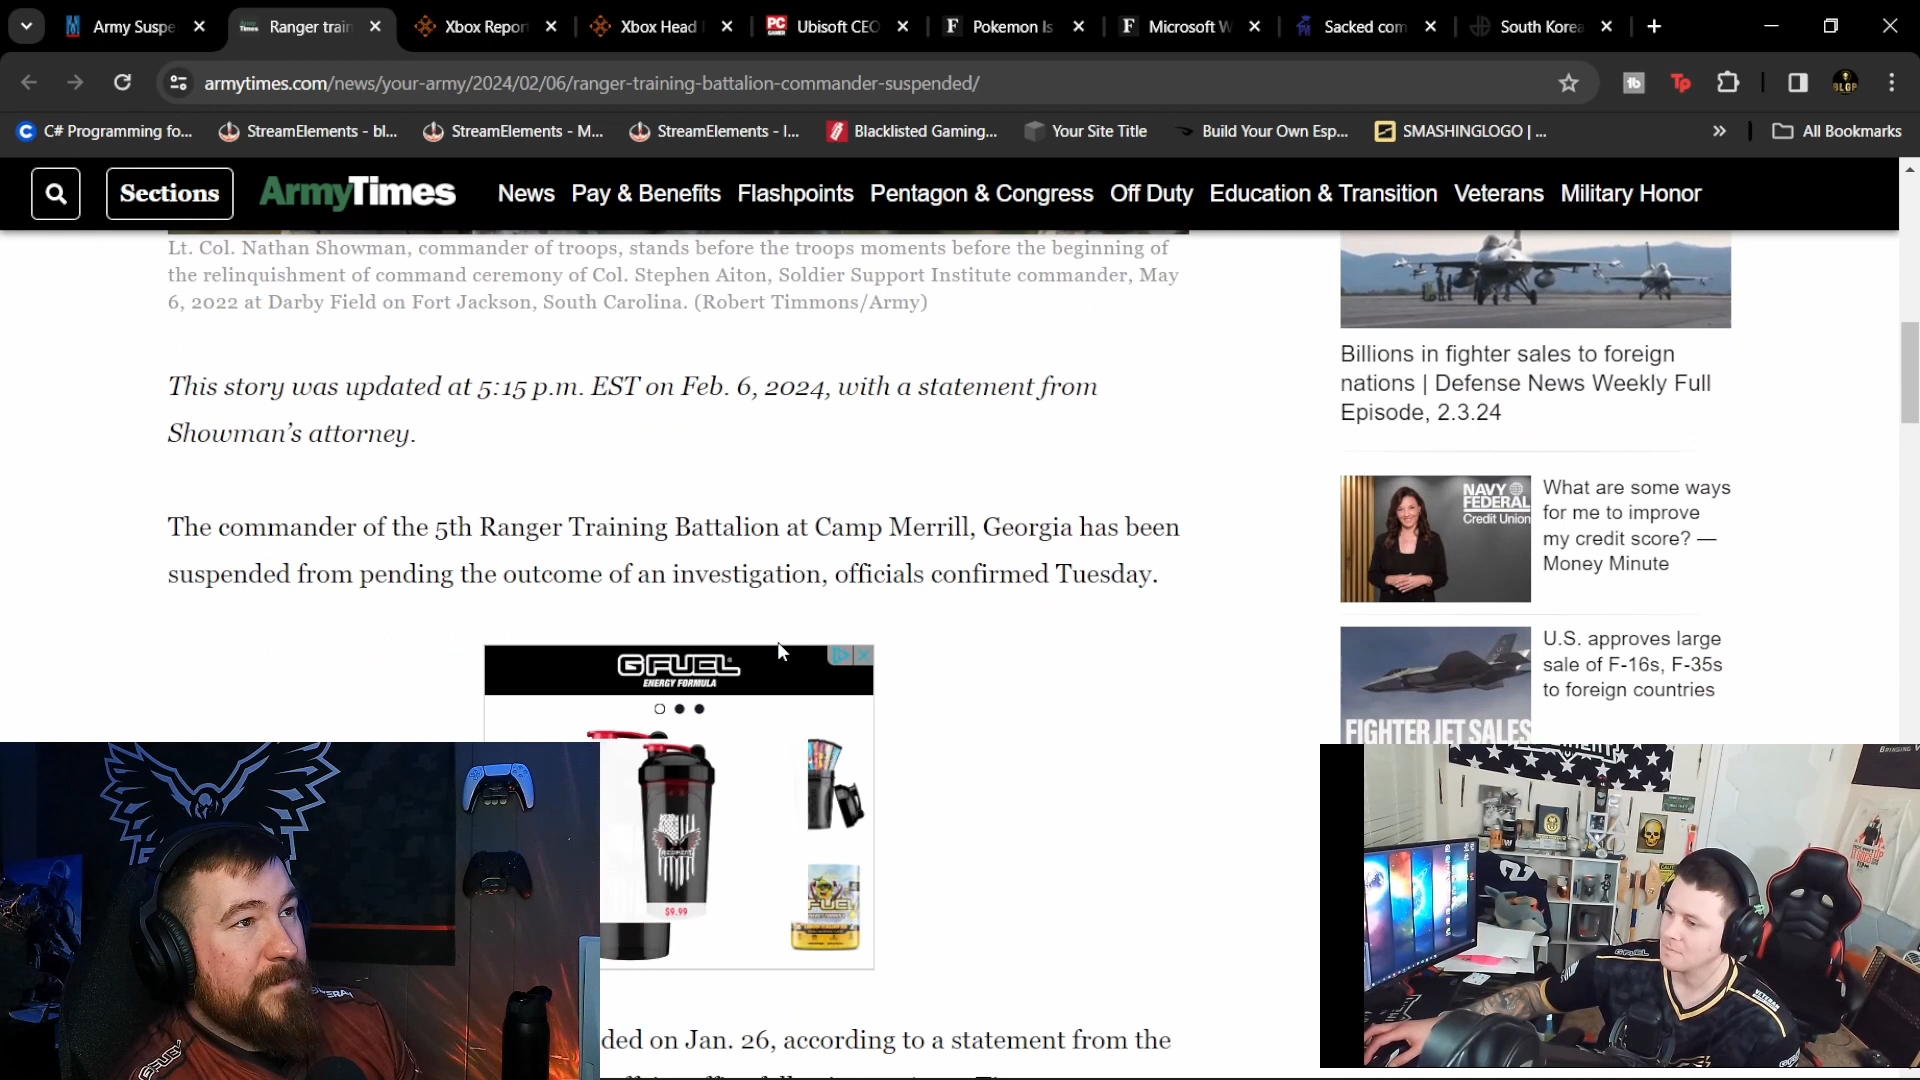 Army Suspe
Ranger train
Xbox Repor
Xbox Head
Ubisoft CEO
Pokemon Is
Microsoft W
Sacked com
South Korea
armytimes.com/news/your-army/2024/02/06/ranger-training-battalion-commander-suspended/
C# Programming fo...
StreamElements - bl...
StreamElements - M...
StreamElements - I...
Blacklisted Gaming...
Your Site Title
Build Your Own Esp...
SMASHINGLOGO | ...
All Bookmarks
Sections
ArmyTimes
News
Pay & Benefits
Flashpoints
Pentagon & Congress
Off Duty
Education & Transition
Veterans
Military Honor
Lt. Col. Nathan Showman, commander of troops, stands before the troops moments before the beginning of
the relinquishment of command ceremony of Col. Stephen Aiton, Soldier Support Institute commander, May
6, 2022 at Darby Field on Fort Jackson, South Carolina. (Robert Timmons/Army)
This story was updated at 5:15 p.m. EST on Feb. 6, 2024, with a statement from
Showman's attorney.
The commander of the 5th Ranger Training Battalion at Camp Merrill, Georgia has been
suspended from pending the outcome of an investigation, officials confirmed Tuesday.
G FUEL
ENERGY FORMULA
$9.99
ded on Jan. 26, according to a statement from the
Billions in fighter sales to foreign
nations | Defense News Weekly Full
Episode, 2.3.24
NAVY
FEDERAL
Credit Union
What are some ways
for me to improve
my credit score? —
Money Minute
U.S. approves large
sale of F-16s, F-35s
to foreign countries
FIGHTER JET SALES